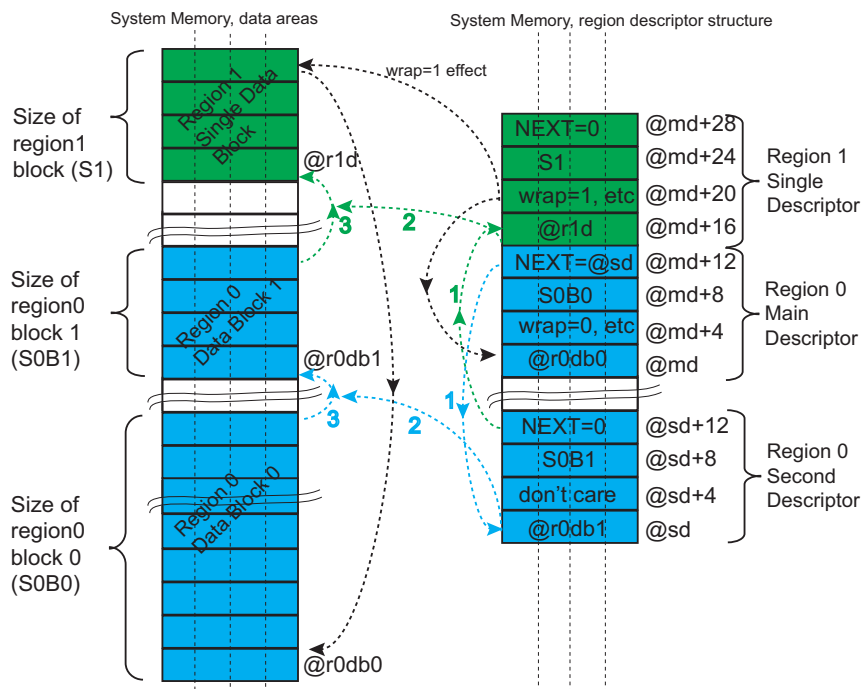 System Memory, data areas
System Memory, region descriptor structure
wrap=1 effect
Size of
region1
block (S1)
Region 1
Single Data
Block
@r1d
3
2
Size of
region0
block 1
(S0B1)
Region 0
Data Block 1
@r0db1
3
2
Size of
region0
block 0
(S0B0)
Region 0
Data Block 0
@r0db0
NEXT=0 @md+28
S1 @md+24
wrap=1, etc @md+20
@r1d @md+16
Region 1
Single
Descriptor
NEXT=@sd @md+12
S0B0 @md+8
wrap=0, etc @md+4
@r0db0 @md
Region 0
Main
Descriptor
1
1
NEXT=0 @sd+12
S0B1 @sd+8
don't care @sd+4
@r0db1 @sd
Region 0
Second
Descriptor